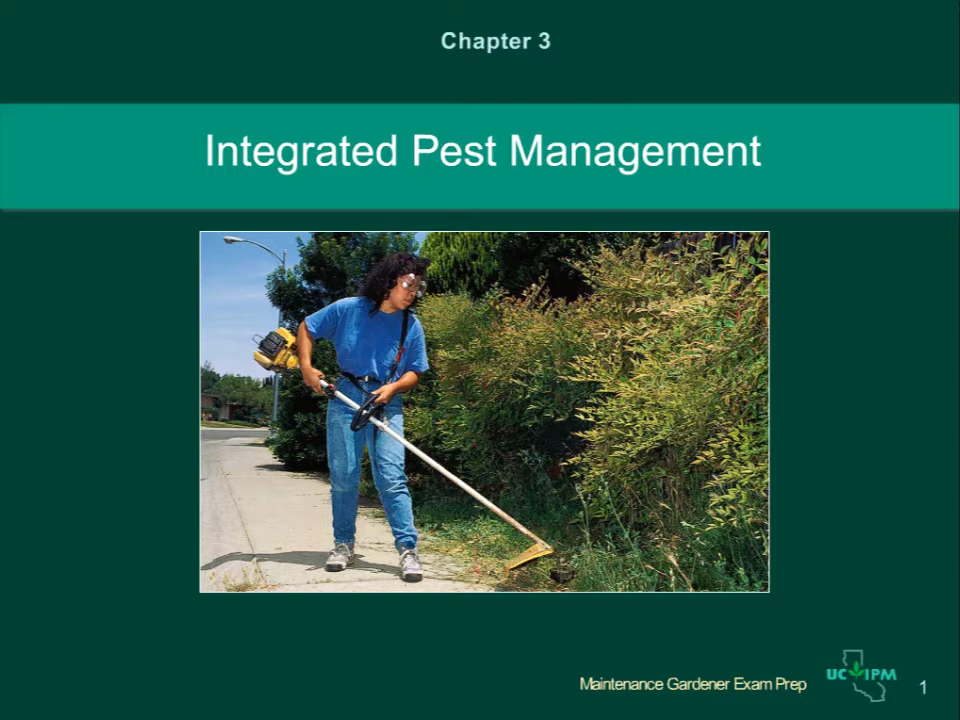 Chapter 3
Integrated Pest Management
Maintenance Gardener Exam Prep
UC IPM
1